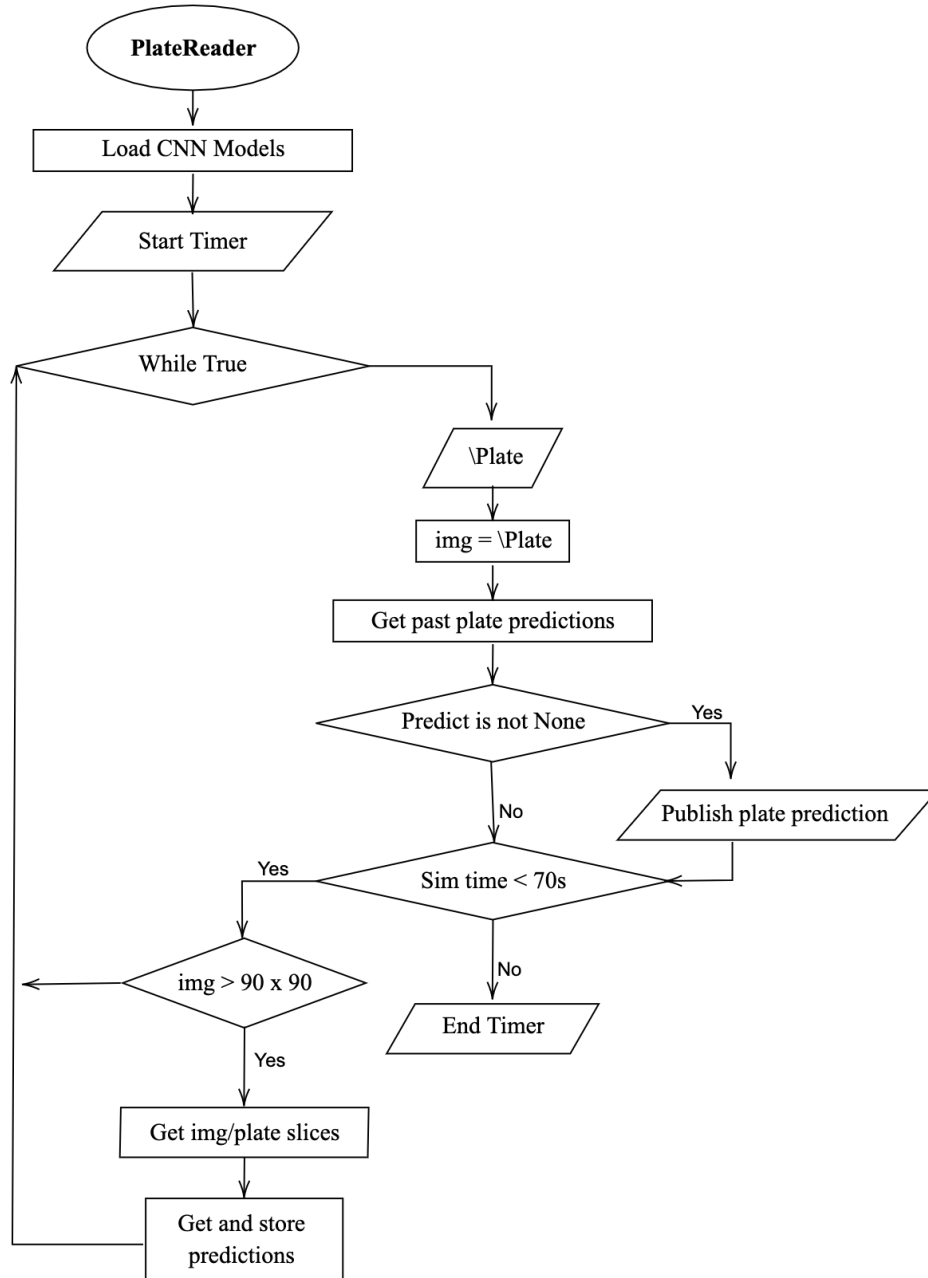 PlateReader
Load CNN Models
Start Timer
While True
\Plate
img = \Plate
Get past plate predictions
Predict is not None
Yes
Publish plate prediction
No
Sim time < 70s
Yes
img > 90 x 90
No
End Timer
Yes
Get img/plate slices
Get and store
predictions